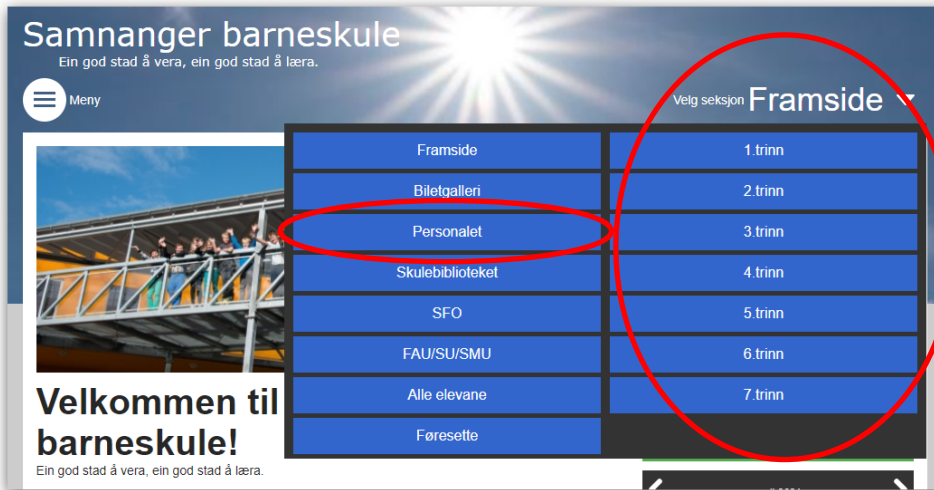 Samnanger barneskule
Ein god stad å vera, ein god stad å læra.
Meny
Velg seksjon Framside
Framside
1.trinn
Biletgalleri
2.trinn
Personalet
3.trinn
Skulebiblioteket
4.trinn
SFO
5.trinn
FAU/SU/SMU
6.trinn
Alle elevane
7.trinn
Føresette
Velkommen til
barneskule!
Ein god stad å vera, ein god stad å læra.